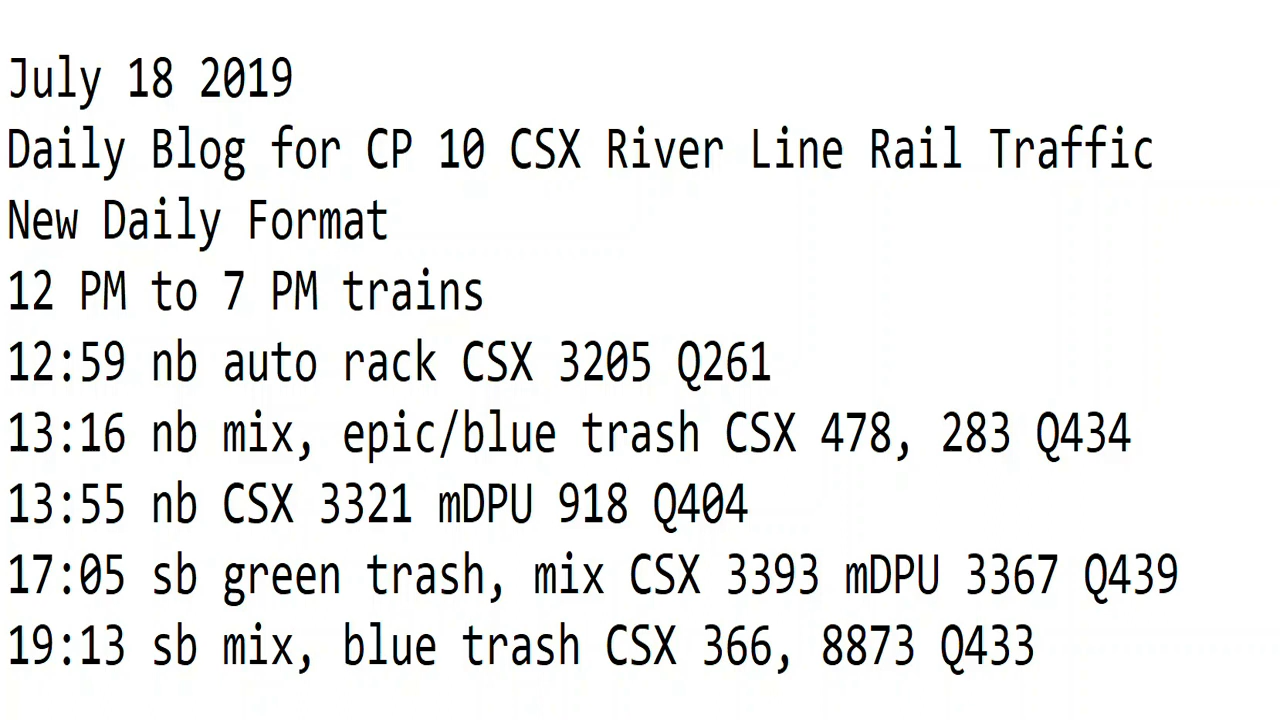 July 18 2019
Daily Blog for CP 10 CSX River Line Rail Traffic
New Daily Format
12 PM to 7 PM trains
12:59 nb auto rack CSX 3205 Q261
13:16 nb mix, epic/blue trash CSX 478, 283 Q434
13:55 nb CSX 3321 mDPU 918 Q404
17:05 sb green trash, mix CSX 3393 mDPU 3367 Q439
19:13 sb mix, blue trash CSX 366, 8873 Q433